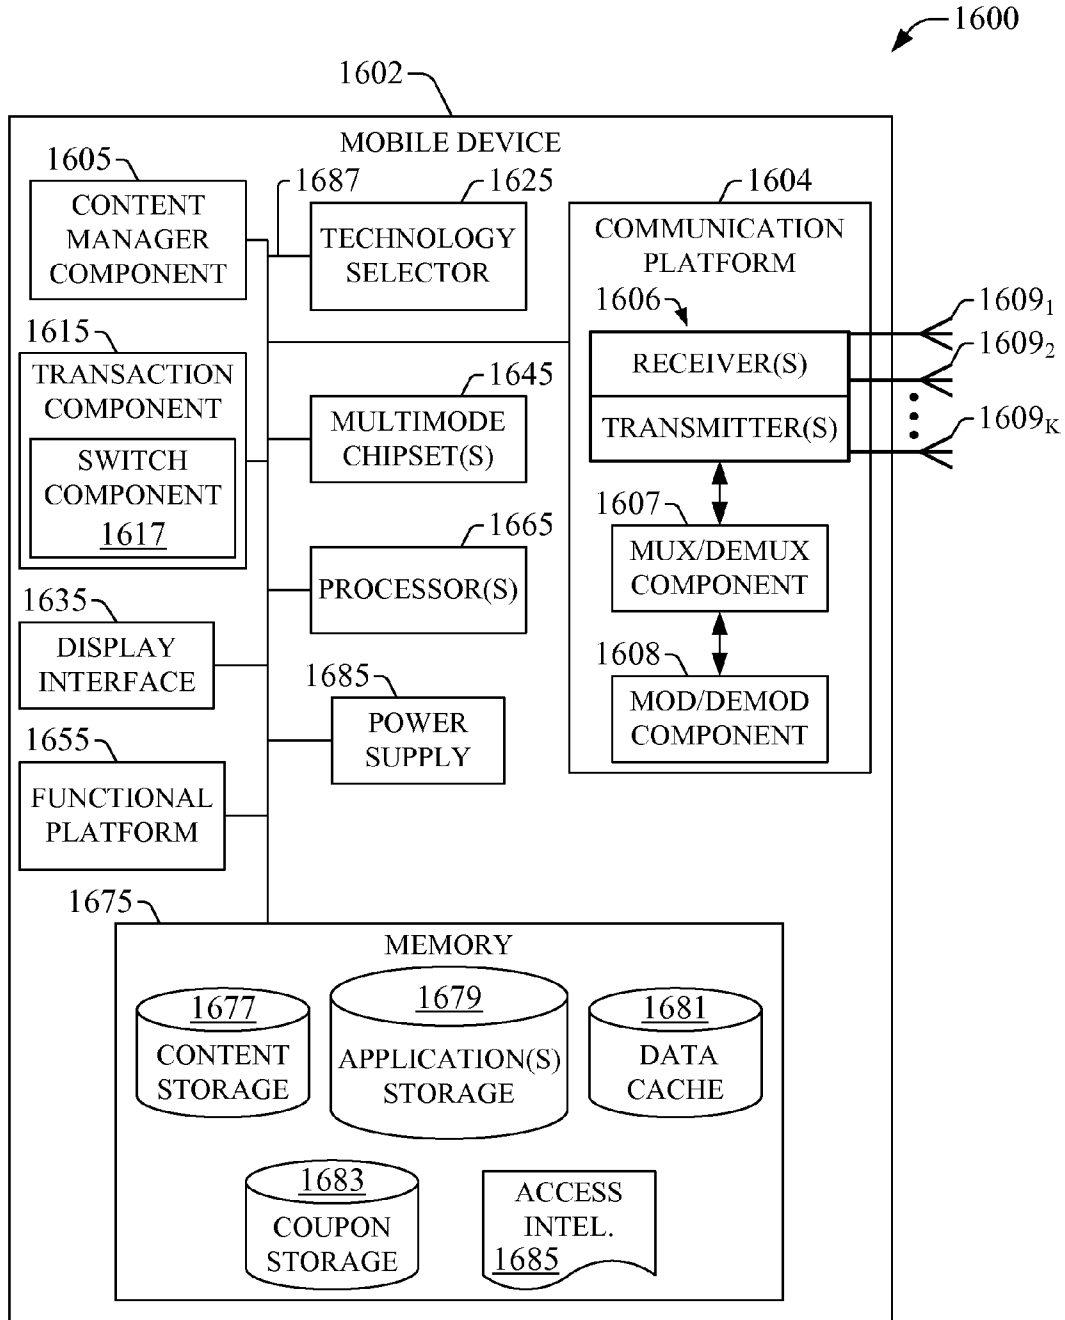 1600
1602
MOBILE DEVICE
1605
CONTENT
MANAGER
COMPONENT
1687
1625
TECHNOLOGY
SELECTOR
1604
COMMUNICATION
PLATFORM
1606
RECEIVER(S)
TRANSMITTER(S)
1609₁
1609₂
1609K
1615
TRANSACTION
COMPONENT
SWITCH
COMPONENT
1617
1645
MULTIMODE
CHIPSET(S)
1607
MUX/DEMUX
COMPONENT
1665
PROCESSOR(S)
1635
DISPLAY
INTERFACE
1608
MOD/DEMOD
COMPONENT
1685
POWER
SUPPLY
1655
FUNCTIONAL
PLATFORM
1675
MEMORY
1677
CONTENT
STORAGE
1679
APPLICATION(S)
STORAGE
1681
DATA
CACHE
1683
COUPON
STORAGE
ACCESS
INTEL.
1685